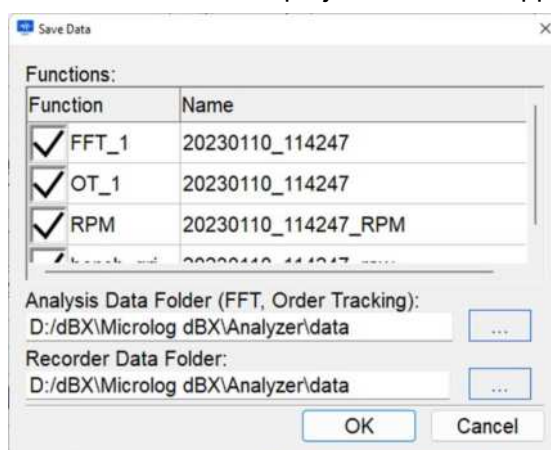 Save Data
Functions:
Function Name
FFT_1 20230110_114247
OT_1 20230110_114247
RPM 20230110_114247_RPM
Analysis Data Folder (FFT, Order Tracking):
D:/dBX\Microlog dBX\Analyzer\data ...
Recorder Data Folder:
D:/dBX\Microlog dBX\Analyzer\data ...
OK Cancel